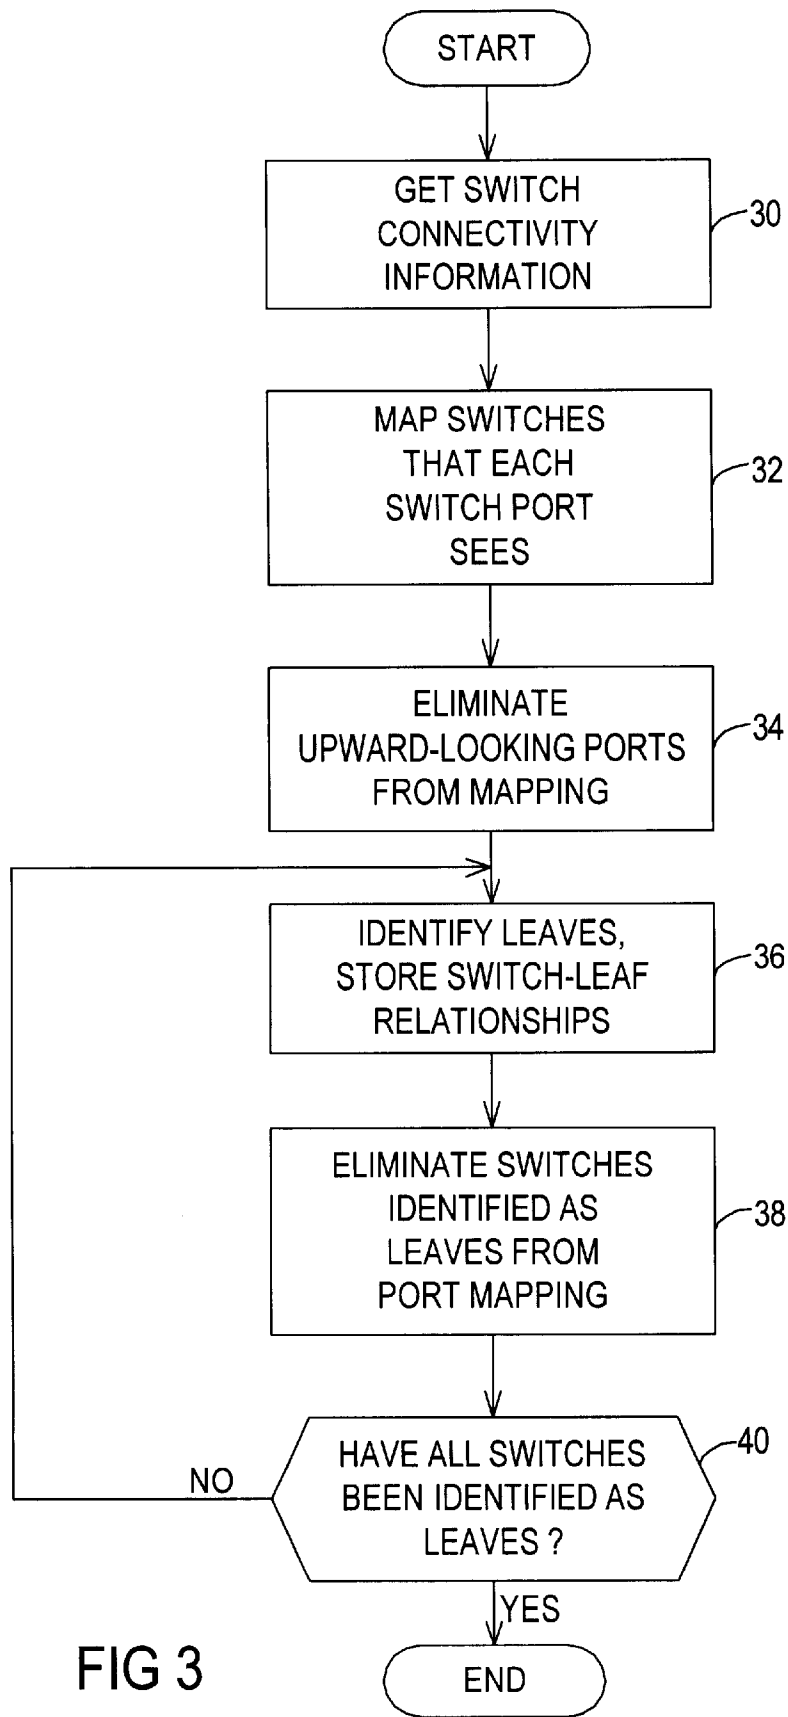 START
GET SWITCH
CONNECTIVITY
INFORMATION
30
MAP SWITCHES
THAT EACH
SWITCH PORT
SEES
32
ELIMINATE
UPWARD-LOOKING PORTS
FROM MAPPING
34
IDENTIFY LEAVES,
STORE SWITCH-LEAF
RELATIONSHIPS
36
ELIMINATE SWITCHES
IDENTIFIED AS
LEAVES FROM
PORT MAPPING
38
HAVE ALL SWITCHES
BEEN IDENTIFIED AS
LEAVES ?
40
NO
YES
END
FIG 3